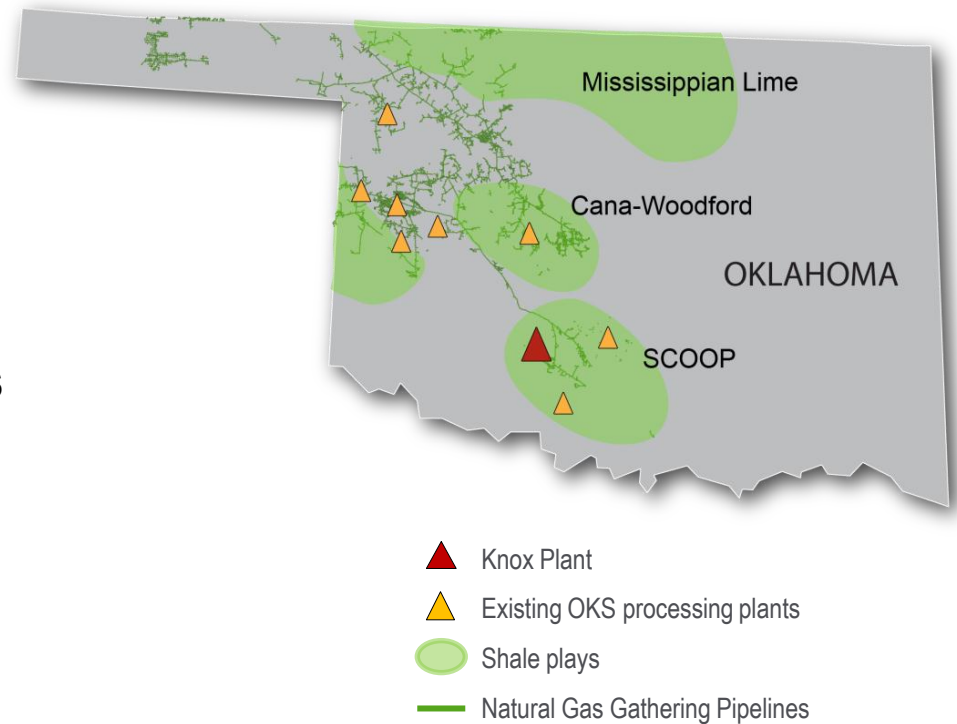 Mississippian Lime
Cana-Woodford
OKLAHOMA
SCOOP
s
Knox Plant
Existing OKS processing plants
Shale plays
Natural Gas Gathering Pipelines